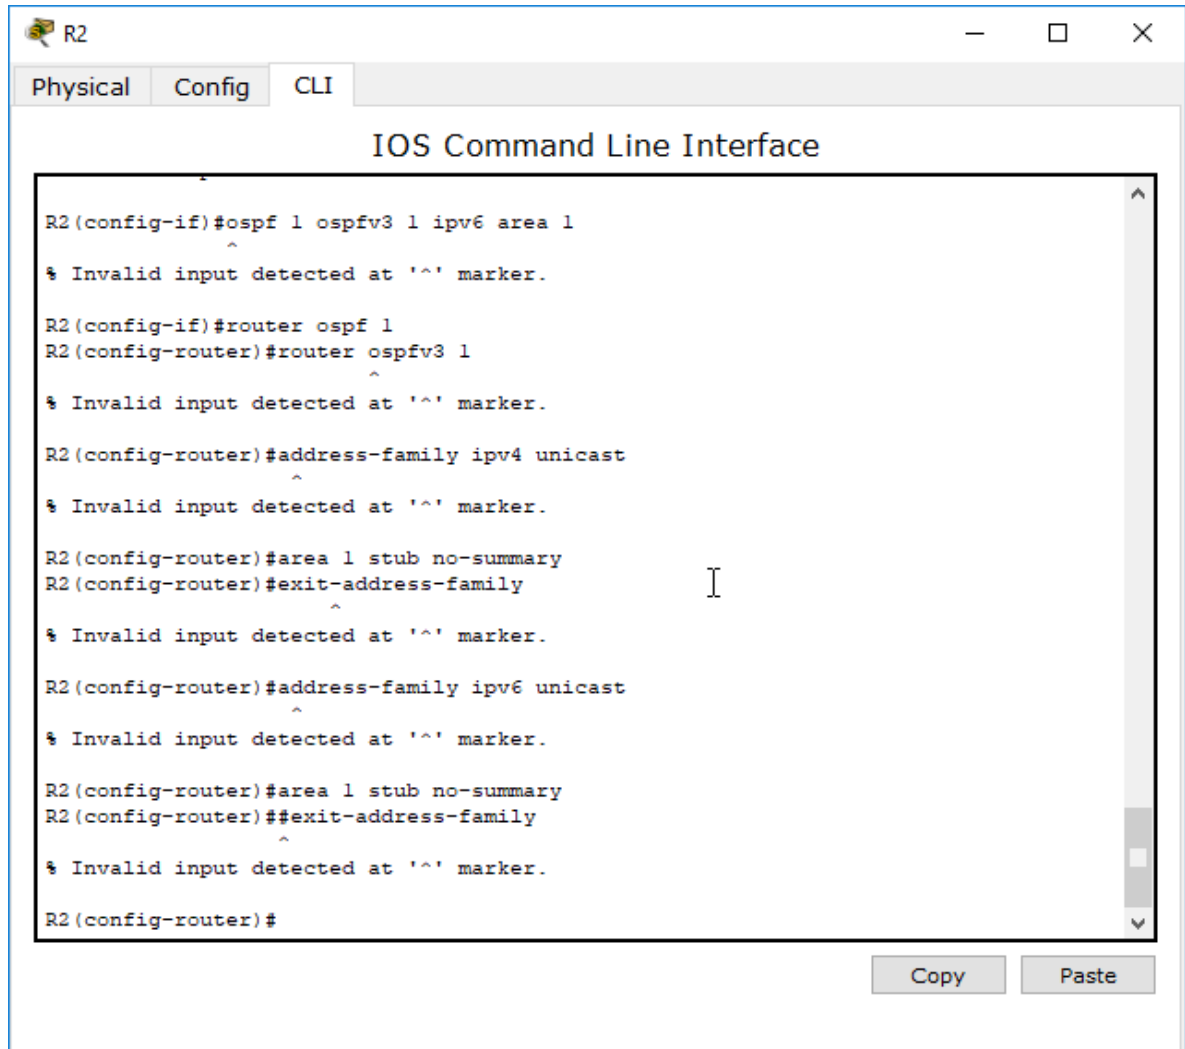 R2
Physical Config CLI
IOS Command Line Interface
R2(config-if)#ospf 1 ospfv3 1 ipv6 area 1
^
% Invalid input detected at '^' marker.
R2(config-if)#router ospf 1
R2(config-router)#router ospfv3 1
^
% Invalid input detected at '^' marker.
R2(config-router)#address-family ipv4 unicast
^
% Invalid input detected at '^' marker.
R2(config-router)#area 1 stub no-summary
R2(config-router)#exit-address-family
^
% Invalid input detected at '^' marker.
R2(config-router)#address-family ipv6 unicast
^
% Invalid input detected at '^' marker.
R2(config-router)#area 1 stub no-summary
R2(config-router)##exit-address-family
^
% Invalid input detected at '^' marker.
R2(config-router)#
Copy Paste